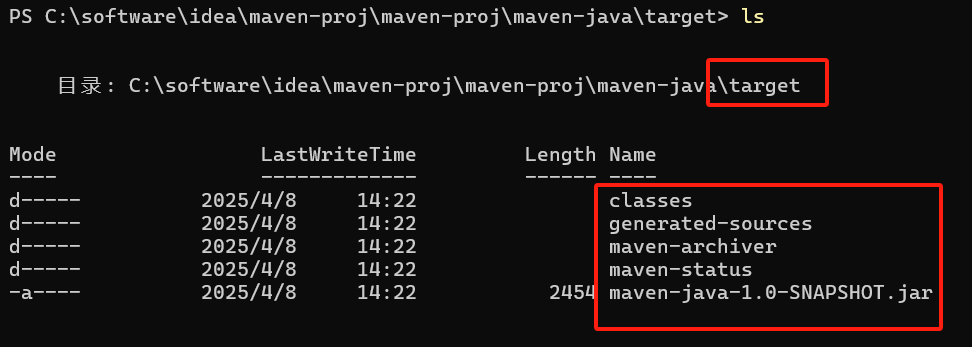 PS C:\software\idea\maven-proj\maven-proj\maven-java\target> ls
目录: C:\software\idea\maven-proj\maven-proj\maven-java\target
Mode                 LastWriteTime         Length Name
----                 -------------         ------ ----
d-----          2025/4/8     14:22                classes
d-----          2025/4/8     14:22                generated-sources
d-----          2025/4/8     14:22                maven-archiver
d-----          2025/4/8     14:22                maven-status
-a----          2025/4/8     14:22           2454 maven-java-1.0-SNAPSHOT.jar